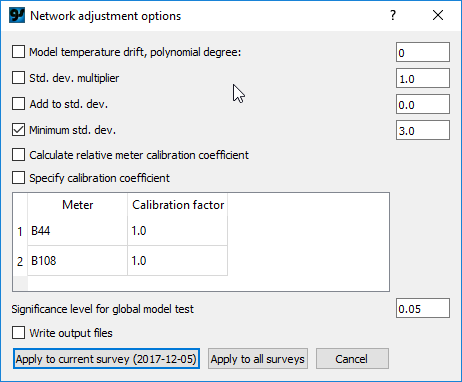 Network adjustment options
Model temperature drift, polynomial degree: 0
Std. dev. multiplier 1.0
Add to std. dev. 0.0
Minimum std. dev. 3.0
Calculate relative meter calibration coefficient
Specify calibration coefficient
Meter Calibration factor
1 B44 1.0
2 B108 1.0
Significance level for global model test 0.05
Write output files
Apply to current survey (2017-12-05) Apply to all surveys Cancel